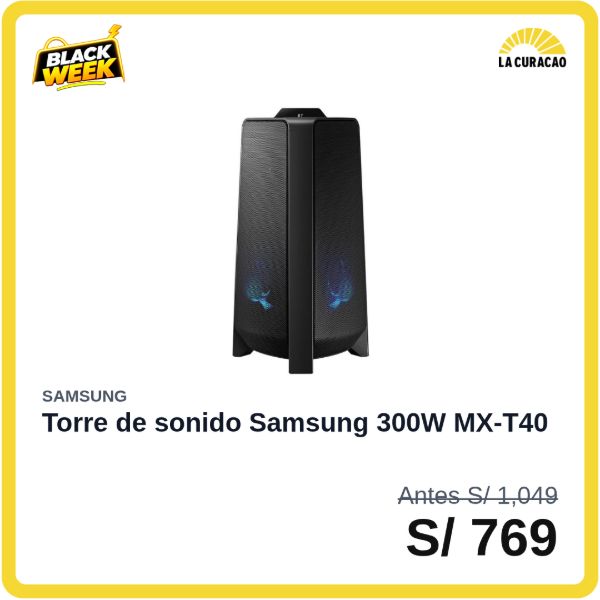 BLACK
WEEK
LA CURACAO
SAMSUNG
Torre de sonido Samsung 300W MX-T40
Antes S/ 1,049
S/ 769